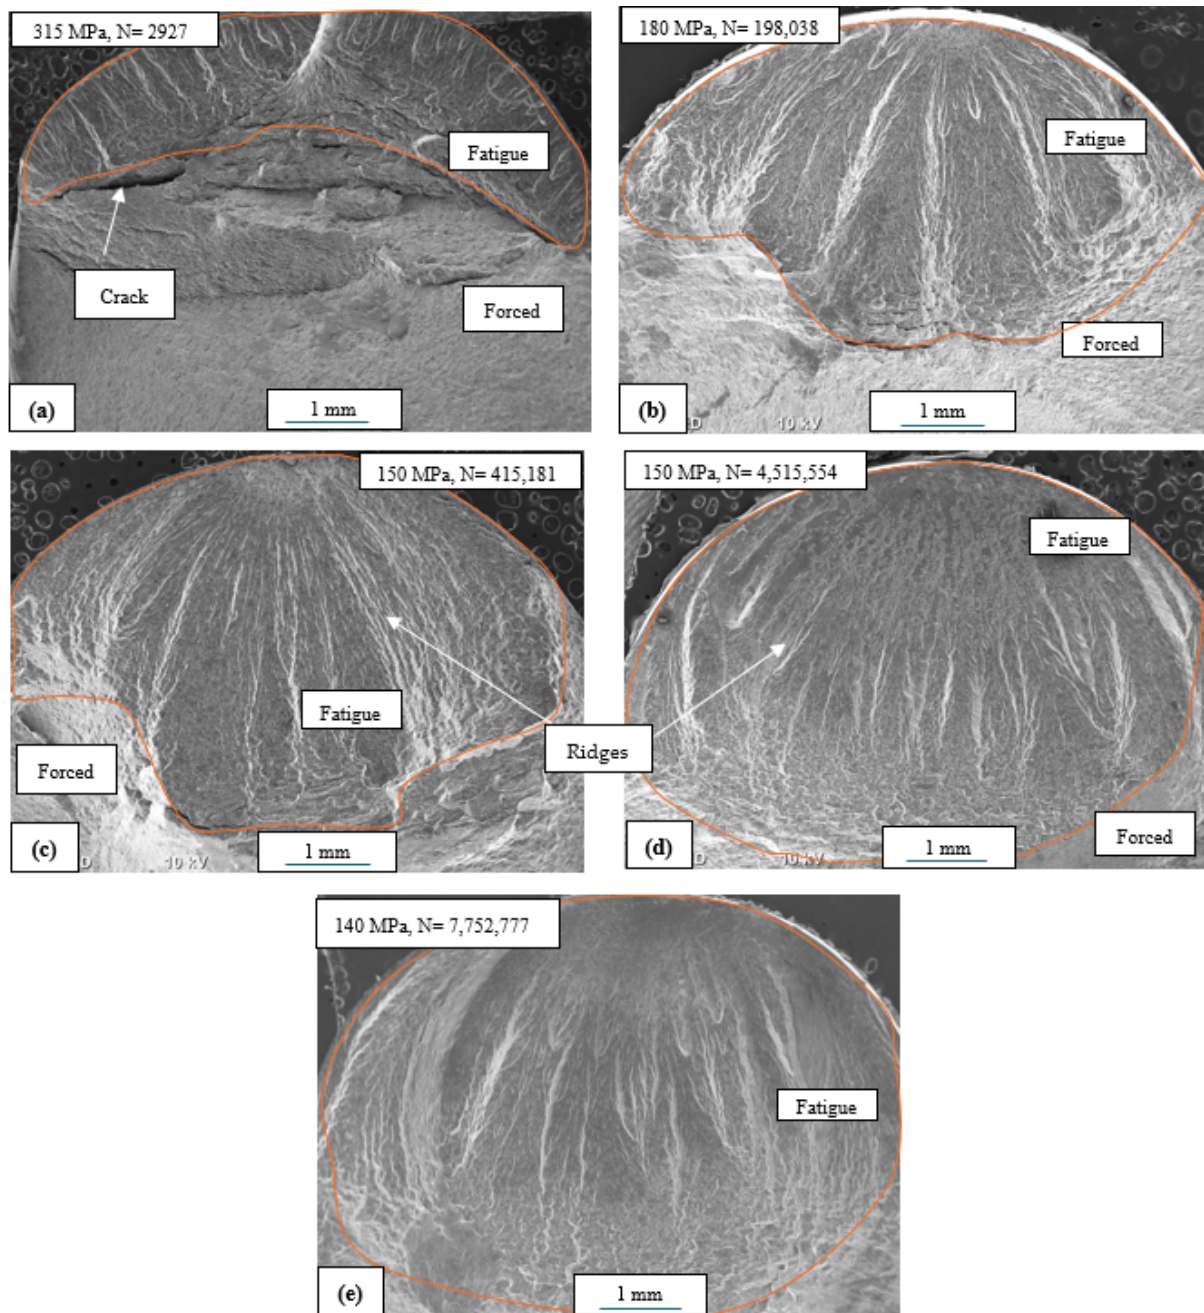 315 MPa, N= 2927
Fatigue
Crack
Forced
(a)
1 mm
180 MPa, N= 198,038
Fatigue
Forced
(b)
1 mm
D
10 kV
150 MPa, N= 415,181
Fatigue
Ridges
Forced
(c)
1 mm
D
10 kV
150 MPa, N= 4,515,554
Fatigue
Forced
(d)
1 mm
D
10 kV
140 MPa, N= 7,752,777
Fatigue
(e)
1 mm